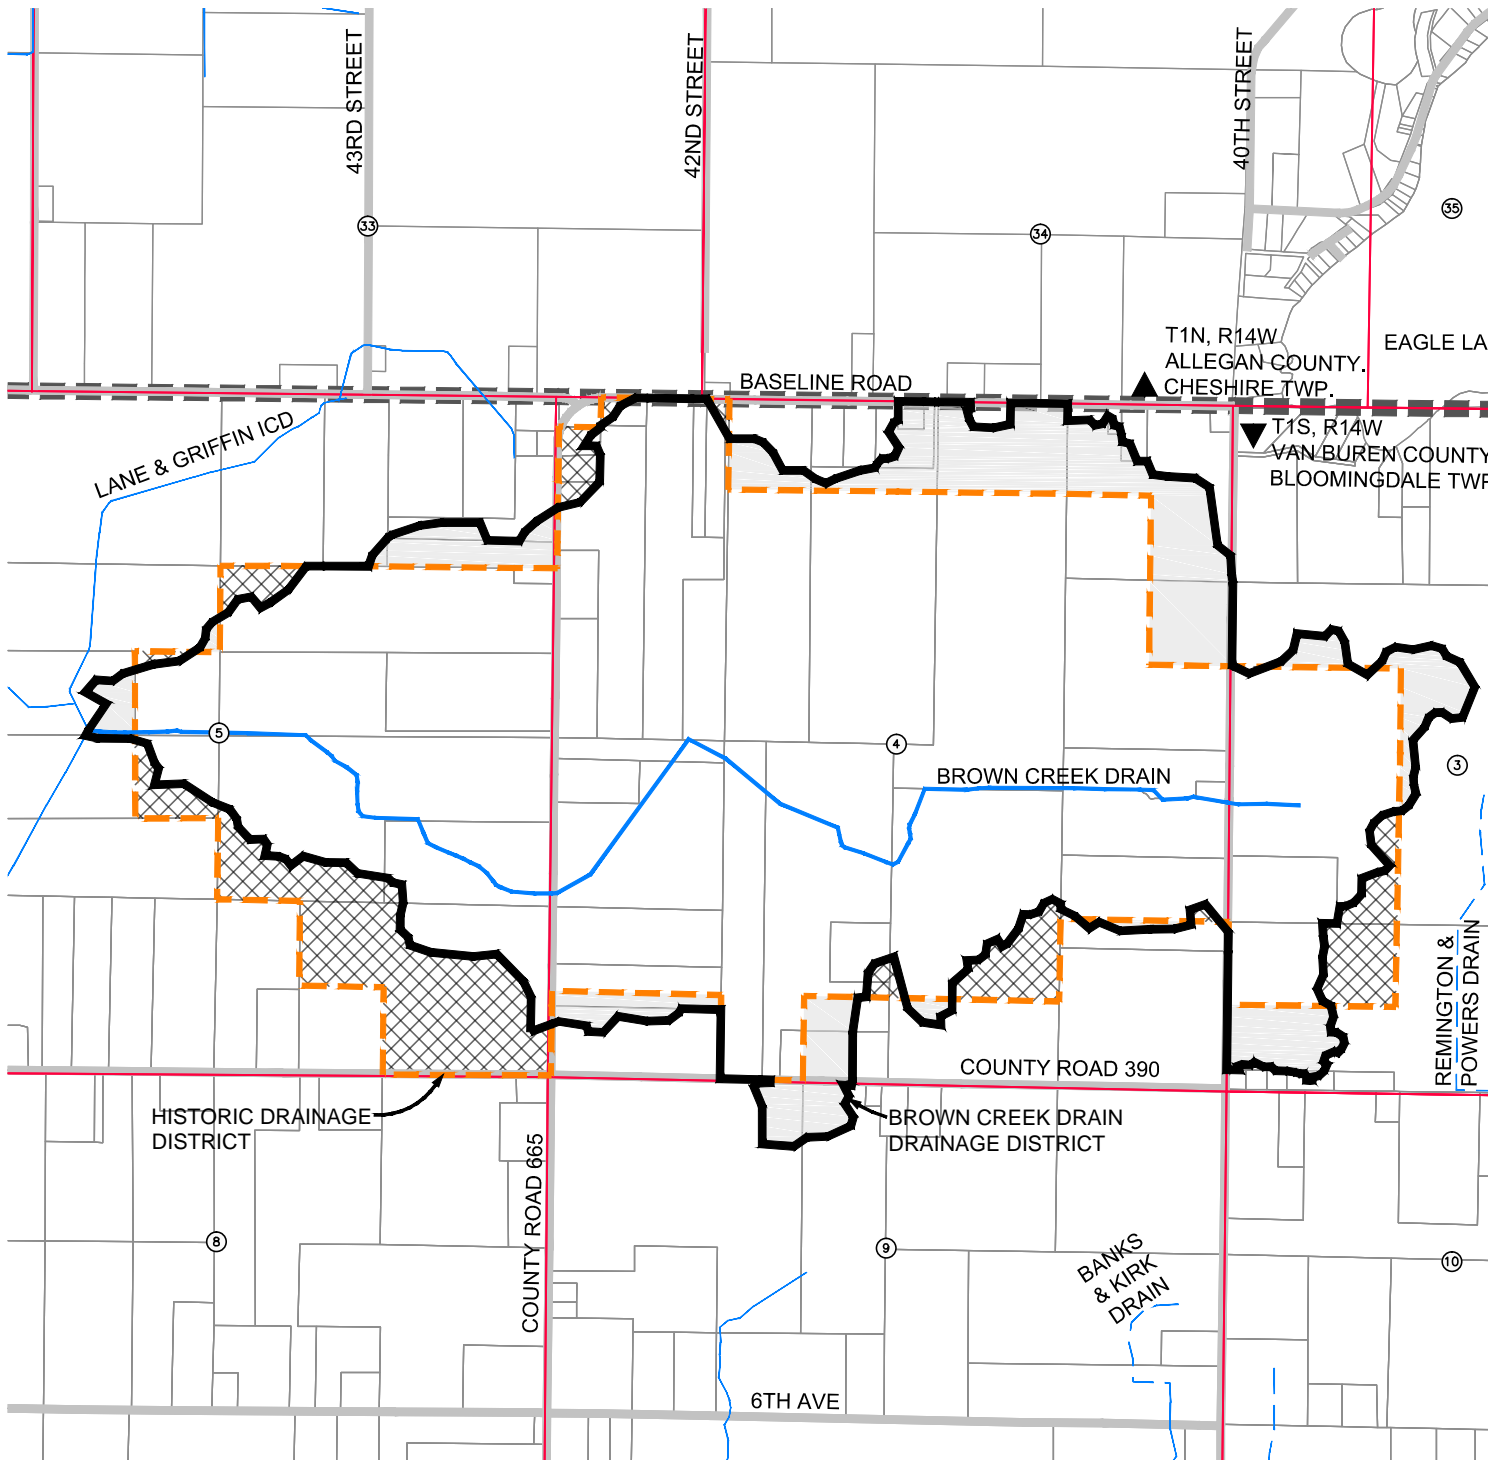 43RD STREET
42ND STREET
40TH STREET
33
34
35
T1N, R14W
ALLEGAN COUNTY.
CHESHIRE TWP.
EAGLE LA
BASELINE ROAD
T1S, R14W
VAN BUREN COUNTY
BLOOMINGDALE TWP
LANE & GRIFFIN ICD
5
4
3
BROWN CREEK DRAIN
REMINGTON &
POWERS DRAIN
COUNTY ROAD 390
HISTORIC DRAINAGE
DISTRICT
BROWN CREEK DRAIN
DRAINAGE DISTRICT
COUNTY ROAD 665
8
9
10
BANKS
& KIRK
DRAIN
6TH AVE